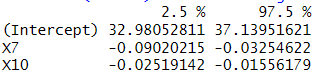 2.5 % 97.5 %
(Intercept) 32.98052811 37.13951621
X7 -0.09020215 -0.03254622
X10 -0.02519142 -0.01556179